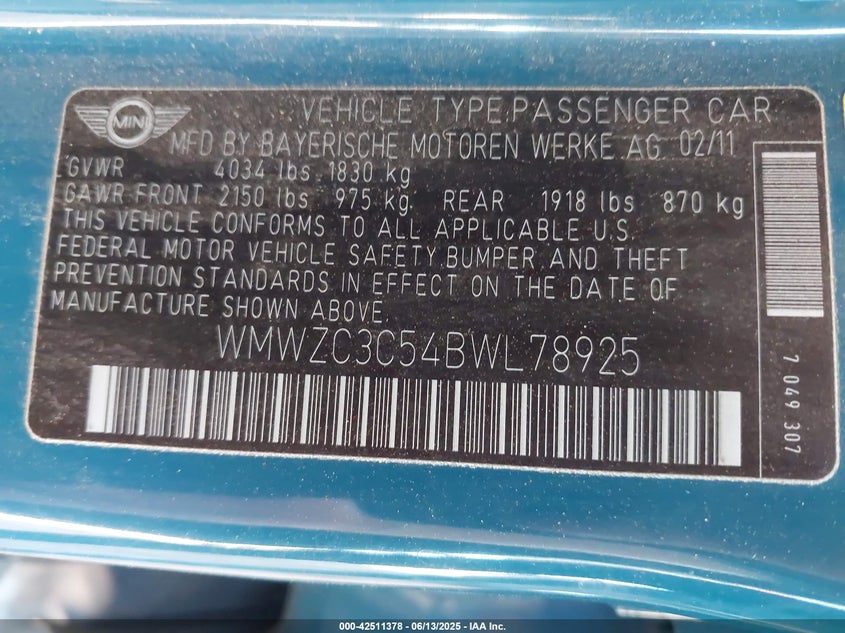 MINI
VEHICLE TYPE:PASSENGER CAR
MFD BY BAYERISCHE MOTOREN WERKE AG 02/11
GVWR 4034 lbs 1830 kg
GAWR FRONT 2150 lbs 975 kg REAR 1918 lbs 870 kg
THIS VEHICLE CONFORMS TO ALL APPLICABLE U.S.
FEDERAL MOTOR VEHICLE SAFETY,BUMPER AND THEFT
PREVENTION STANDARDS IN EFFECT ON THE DATE OF
MANUFACTURE SHOWN ABOVE.
WMWZC3C54BWL78925
7 049 307
000-42511378 - 06/13/2025 - IAA Inc.